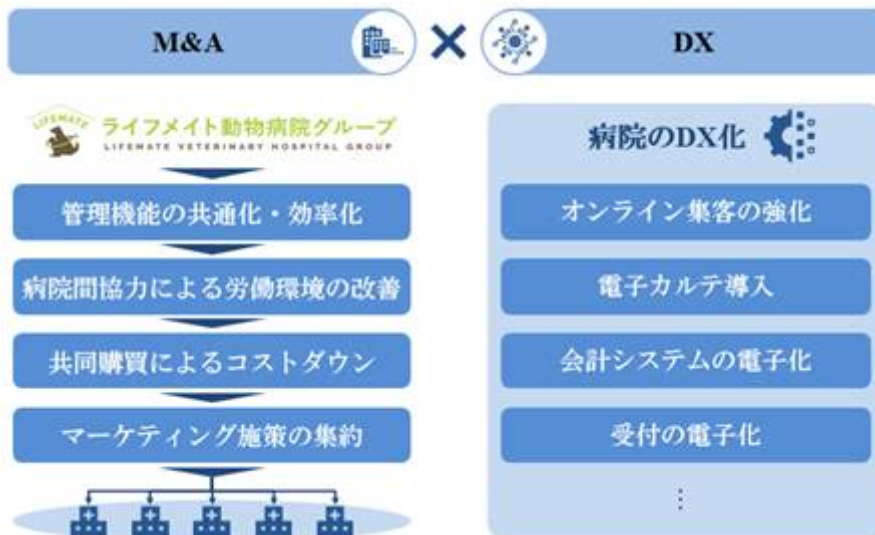 M&A
DX
LIFEMATE
ライフメイト動物病院グループ
LIFEMATE VETERINARY HOSPITAL GROUP
管理機能の共通化・効率化
病院間協力による労働環境の改善
共同購買によるコストダウン
マーケティング施策の集約
病院のDX化
オンライン集客の強化
電子カルテ導入
会計システムの電子化
受付の電子化
⋮